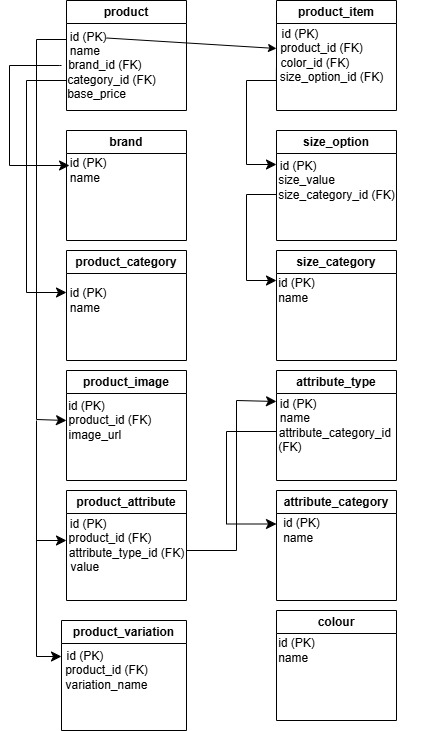 product
id (PK)
name
brand_id (FK)
category_id (FK)
base_price
product_item
id (PK)
product_id (FK)
color_id (FK)
size_option_id (FK)
brand
id (PK)
name
size_option
id (PK)
size_value
size_category_id (FK)
product_category
id (PK)
name
size_category
id (PK)
name
product_image
id (PK)
product_id (FK)
image_url
attribute_type
id (PK)
name
attribute_category_id
(FK)
product_attribute
id (PK)
product_id (FK)
attribute_type_id (FK)
value
attribute_category
id (PK)
name
product_variation
id (PK)
product_id (FK)
variation_name
colour
id (PK)
name